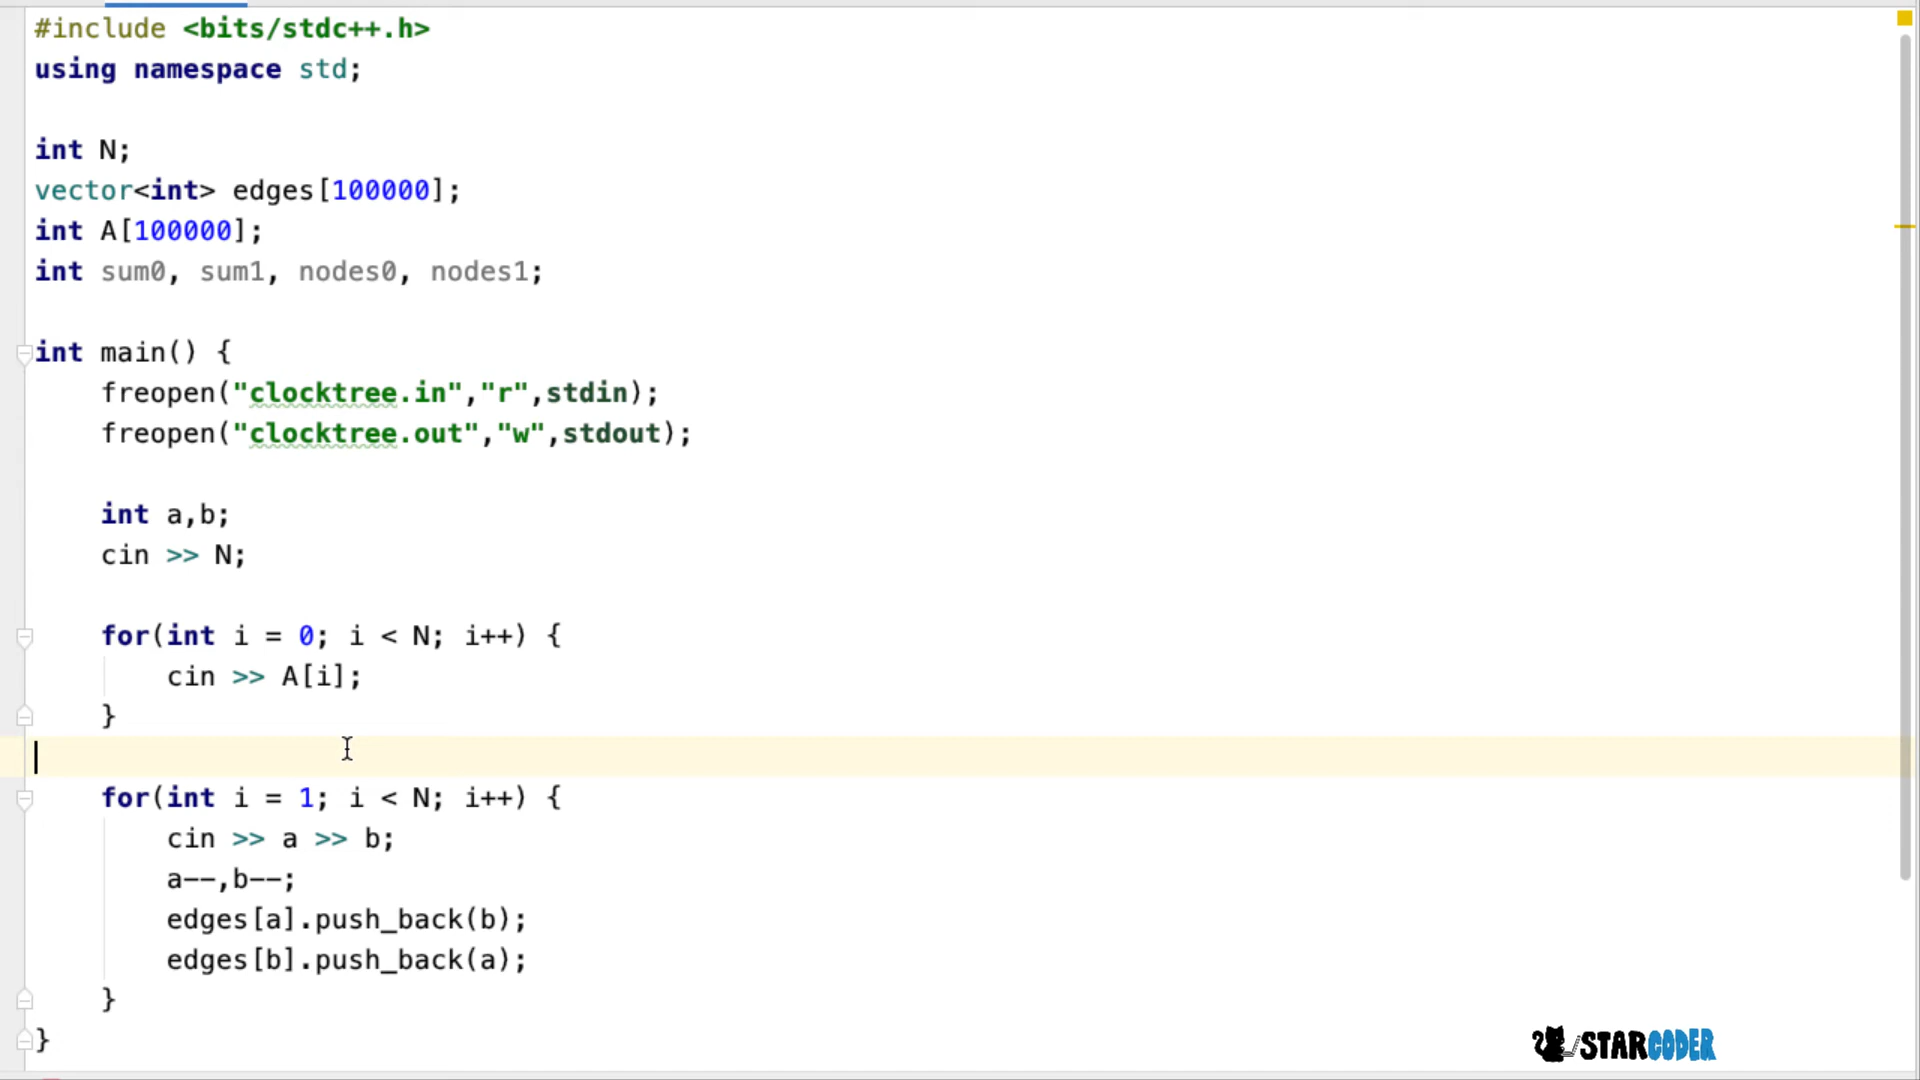 #include <bits/stdc++.h>
using namespace std;
int N;
vector<int> edges[100000];
int A[100000];
int sum0, sum1, nodes0, nodes1;
int main() {
    freopen("clocktree.in","r",stdin);
    freopen("clocktree.out","w",stdout);
    int a,b;
    cin >> N;
    for(int i = 0; i < N; i++) {
        cin >> A[i];
    }
    for(int i = 1; i < N; i++) {
        cin >> a >> b;
        a--,b--;
        edges[a].push_back(b);
        edges[b].push_back(a);
    }
}
STARCODER